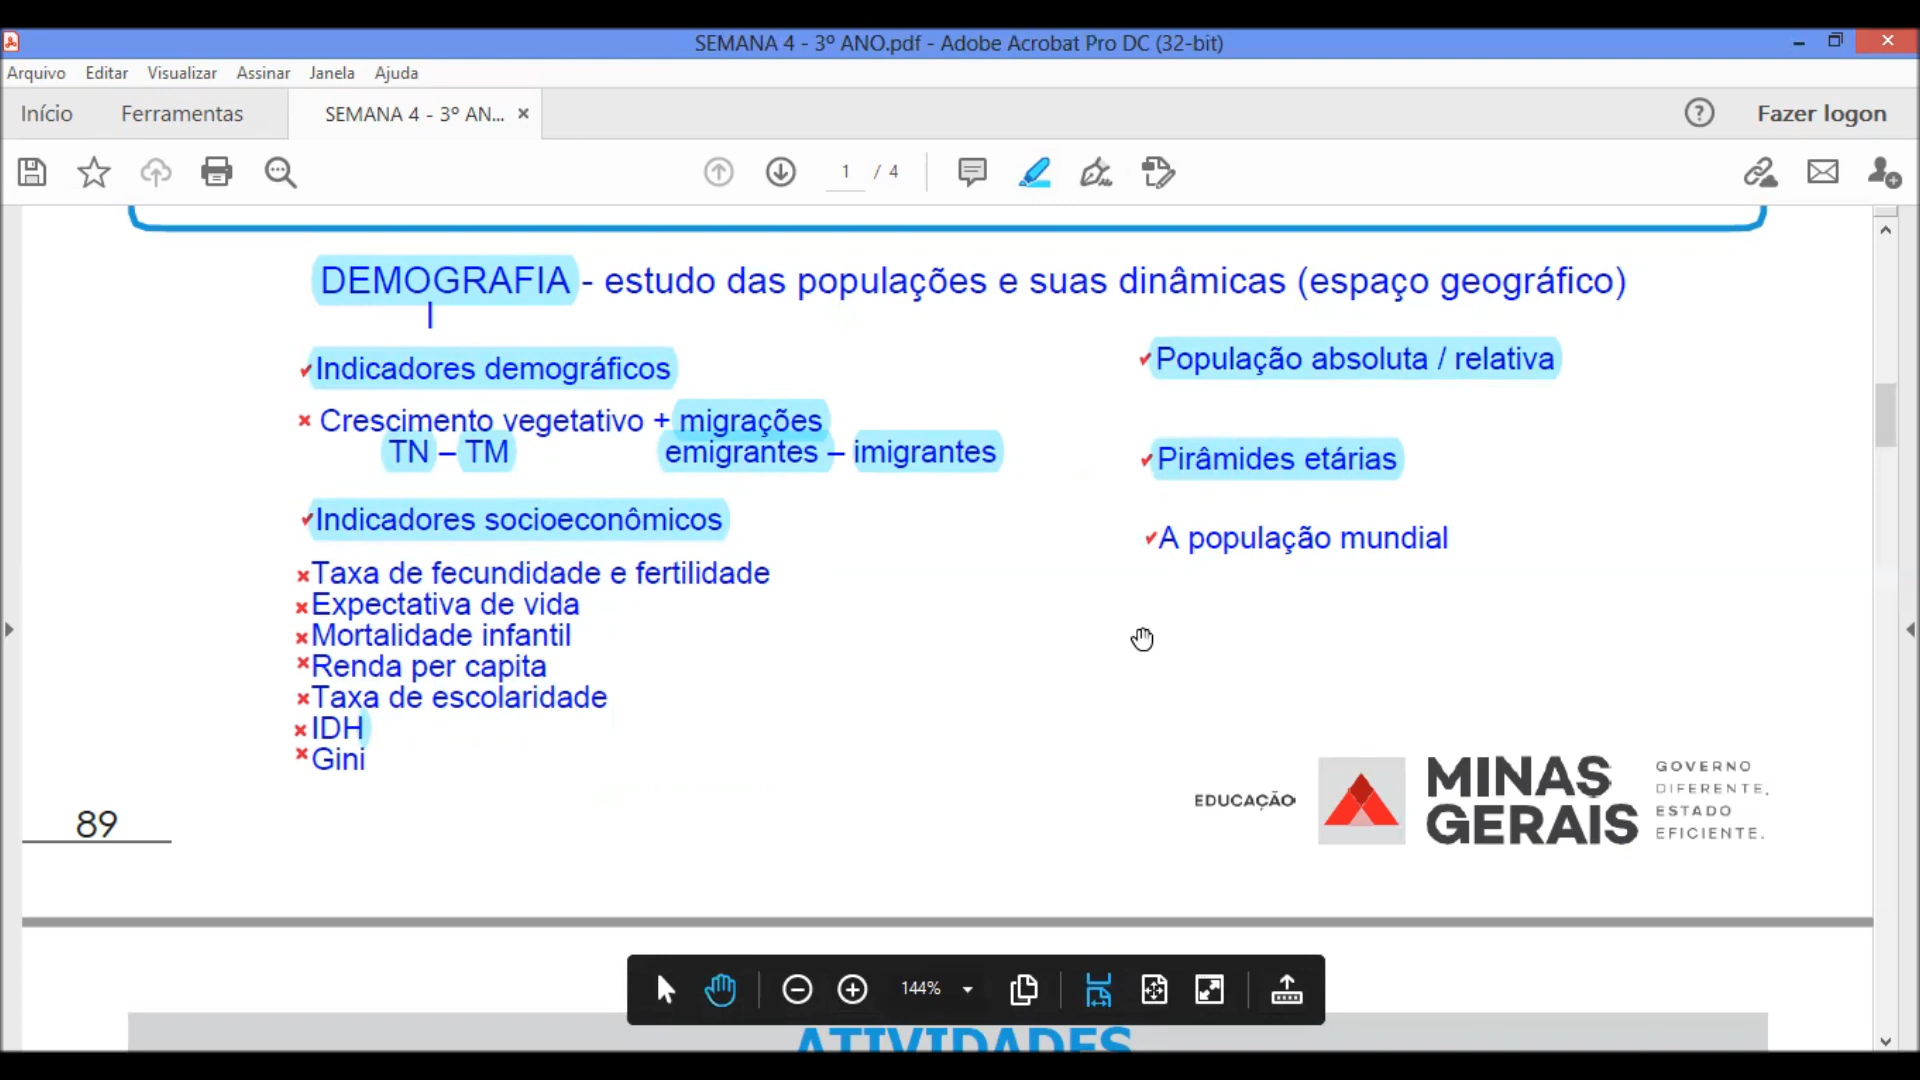 SEMANA 4 - 3º ANO.pdf - Adobe Acrobat Pro DC (32-bit)
Arquivo Editar Visualizar Assinar Janela Ajuda
Início Ferramentas SEMANA 4 - 3º AN... × ? Fazer logon
1 / 4
DEMOGRAFIA - estudo das populações e suas dinâmicas (espaço geográfico)
Indicadores demográficos
Crescimento vegetativo + migrações
TN – TM emigrantes – imigrantes
Indicadores socioeconômicos
Taxa de fecundidade e fertilidade
Expectativa de vida
Mortalidade infantil
Renda per capita
Taxa de escolaridade
IDH
Gini
População absoluta / relativa
Pirâmides etárias
A população mundial
EDUCAÇÃO
MINAS
GERAIS
GOVERNO
DIFERENTE.
ESTADO
EFICIENTE.
89
144%
ATIVIDADES